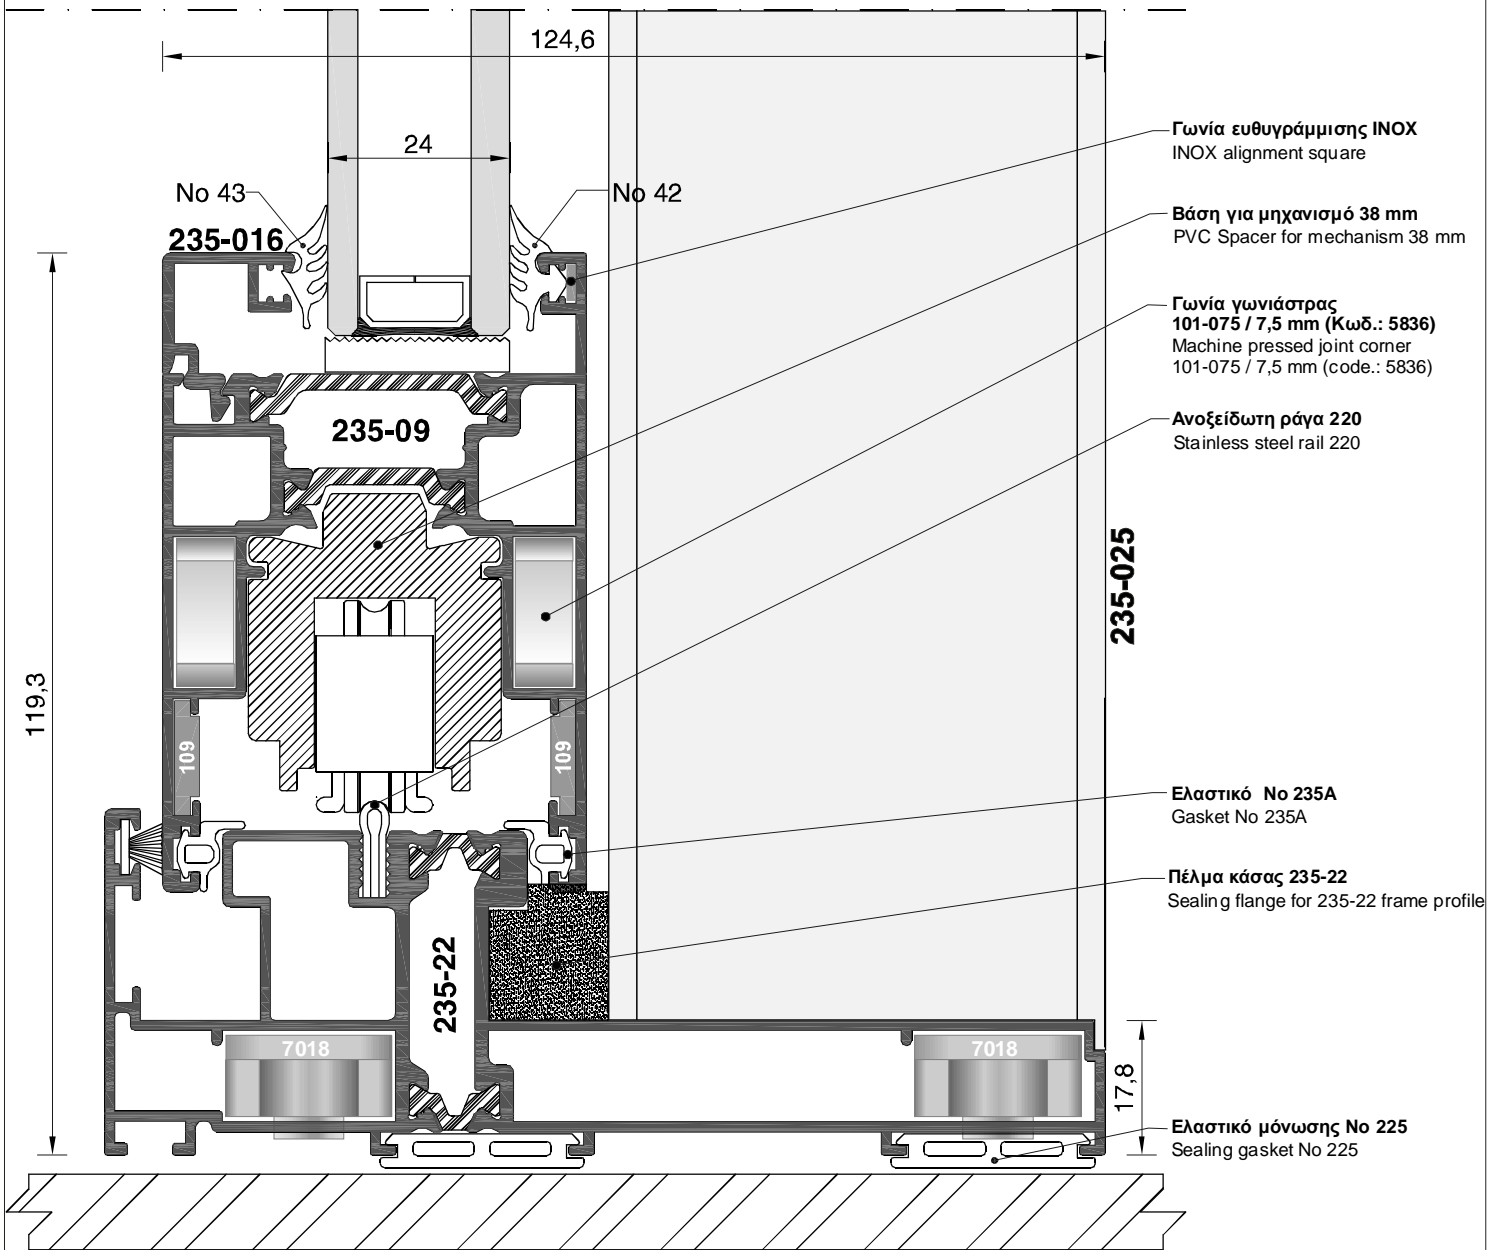 124,6
24
No 43
No 42
235-016
Γωνία ευθυγράμμισης INOX
INOX alignment square
Βάση για μηχανισμό 38 mm
PVC Spacer for mechanism 38 mm
Γωνία γωνιάστρας
101-075 / 7,5 mm (Κωδ.: 5836)
Machine pressed joint corner
101-075 / 7,5 mm (code.: 5836)
Ανοξείδωτη ράγα 220
Stainless steel rail 220
235-09
235-025
119,3
109
109
Ελαστικό No 235A
Gasket No 235A
Πέλμα κάσας 235-22
Sealing flange for 235-22 frame profile
235-22
7018
7018
17,8
Ελαστικό μόνωσης No 225
Sealing gasket No 225